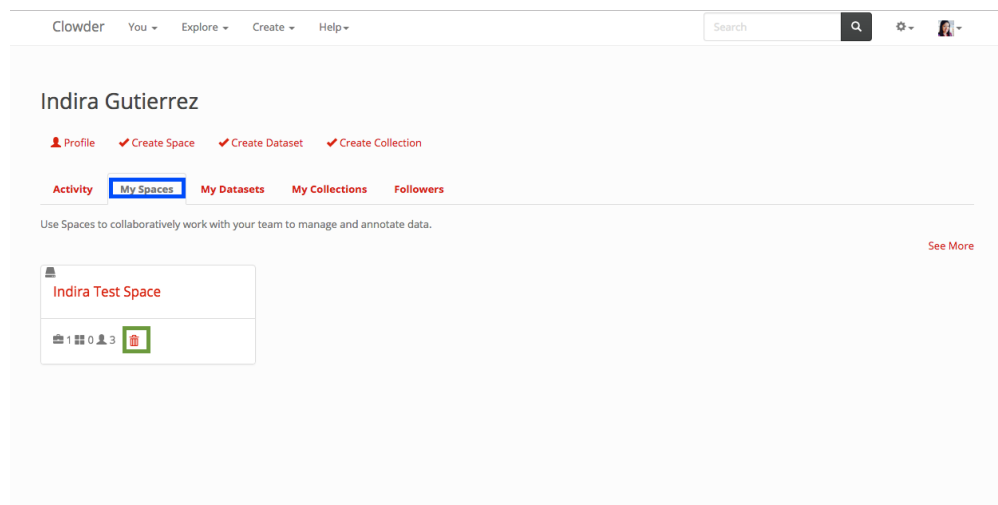 Clowder You Explore Create Help Search
Indira Gutierrez
Profile Create Space Create Dataset Create Collection
Activity My Spaces My Datasets My Collections Followers
Use Spaces to collaboratively work with your team to manage and annotate data.
See More
Indira Test Space
1 0 3